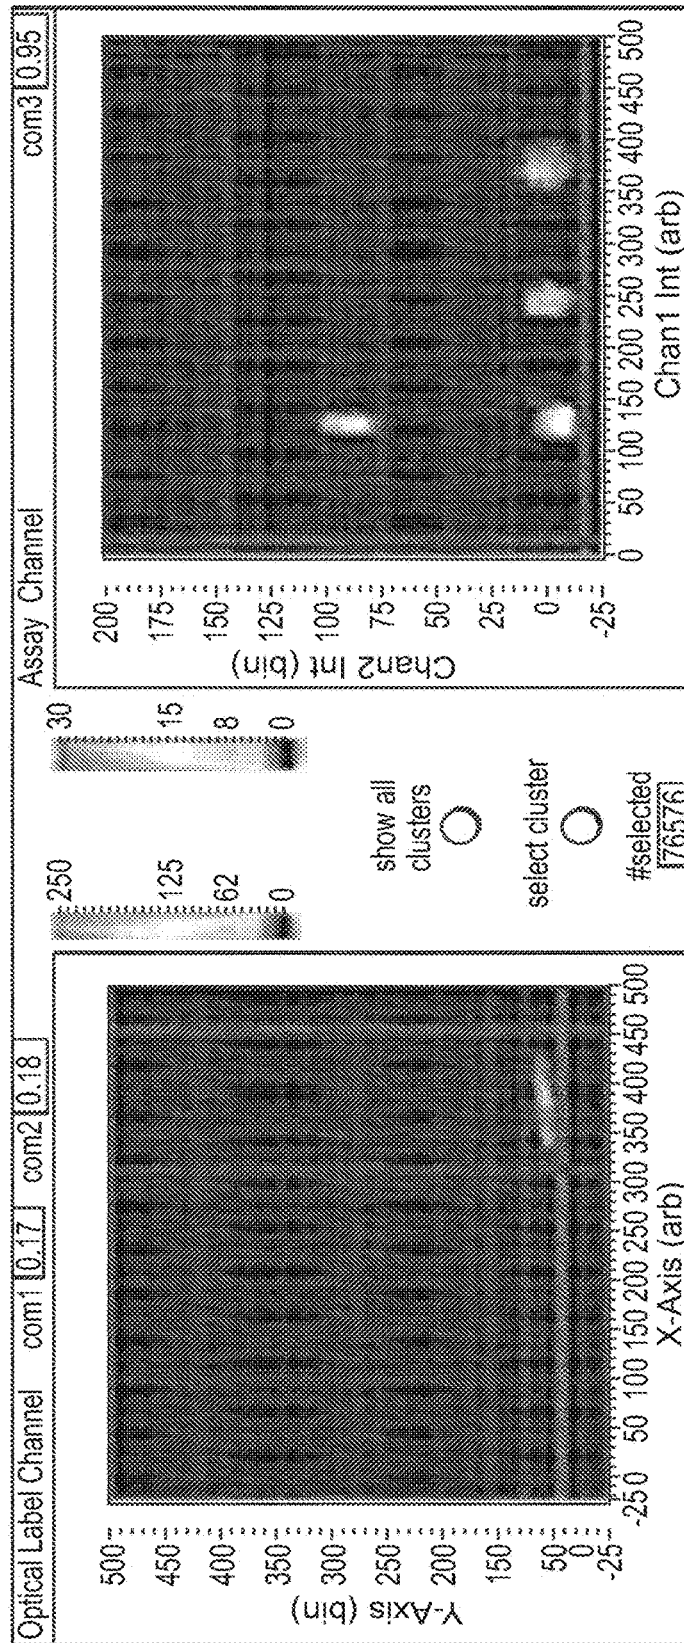 Optical Label Channel com1 0.17 com2 0.18
500
450
400
350
300
250
200
150
50
0
-25
Y-Axis (bin)
-25 0 50 100 150 200 250 300 350 400 450 500
X-Axis (arb)
250
125
62
0
30
15
8
0
show all
clusters
select cluster
#selected
76576
Assay Channel com3 0.95
200
175
150
125
100
75
50
25
0
-25
Chan2 Int (bin)
0 50 100 150 200 250 300 350 400 450 500
Chan1 Int (arb)